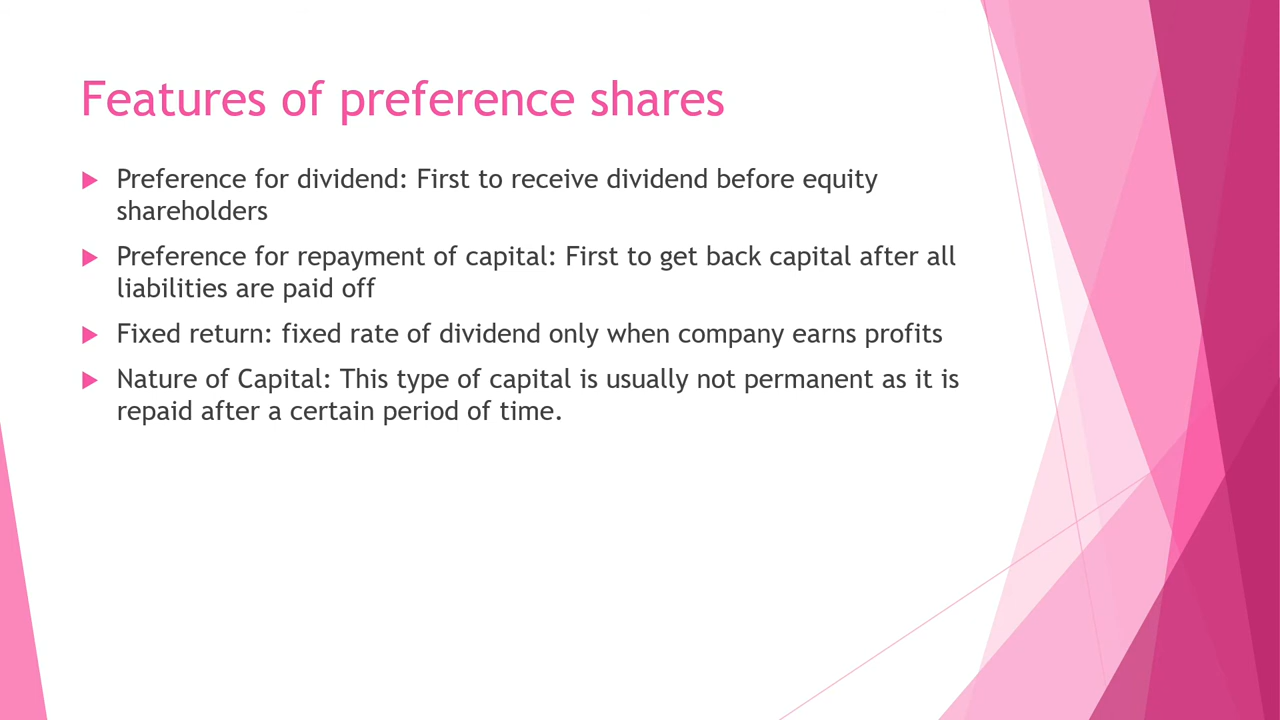 Features of preference shares
Preference for dividend: First to receive dividend before equity
shareholders
Preference for repayment of capital: First to get back capital after all
liabilities are paid off
Fixed return: fixed rate of dividend only when company earns profits
Nature of Capital: This type of capital is usually not permanent as it is
repaid after a certain period of time.